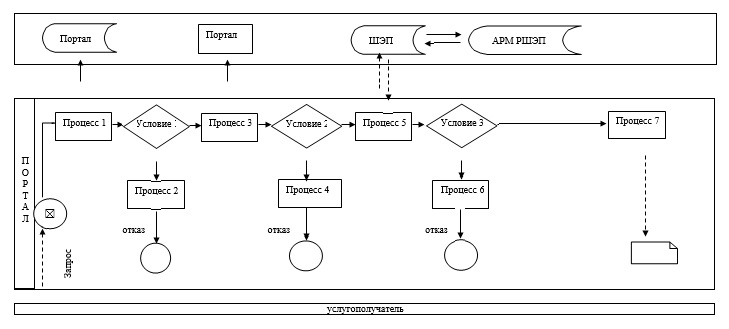 Портал
Портал
ШЭП
АРМ РШЭП
ПОРТАЛ
Процесс 1
Условие 1
Процесс 3
Условие 2
Процесс 5
Условие 3
Процесс 7
Процесс 2
Процесс 4
Процесс 6
отказ
отказ
отказ
Запрос
услугополучатель